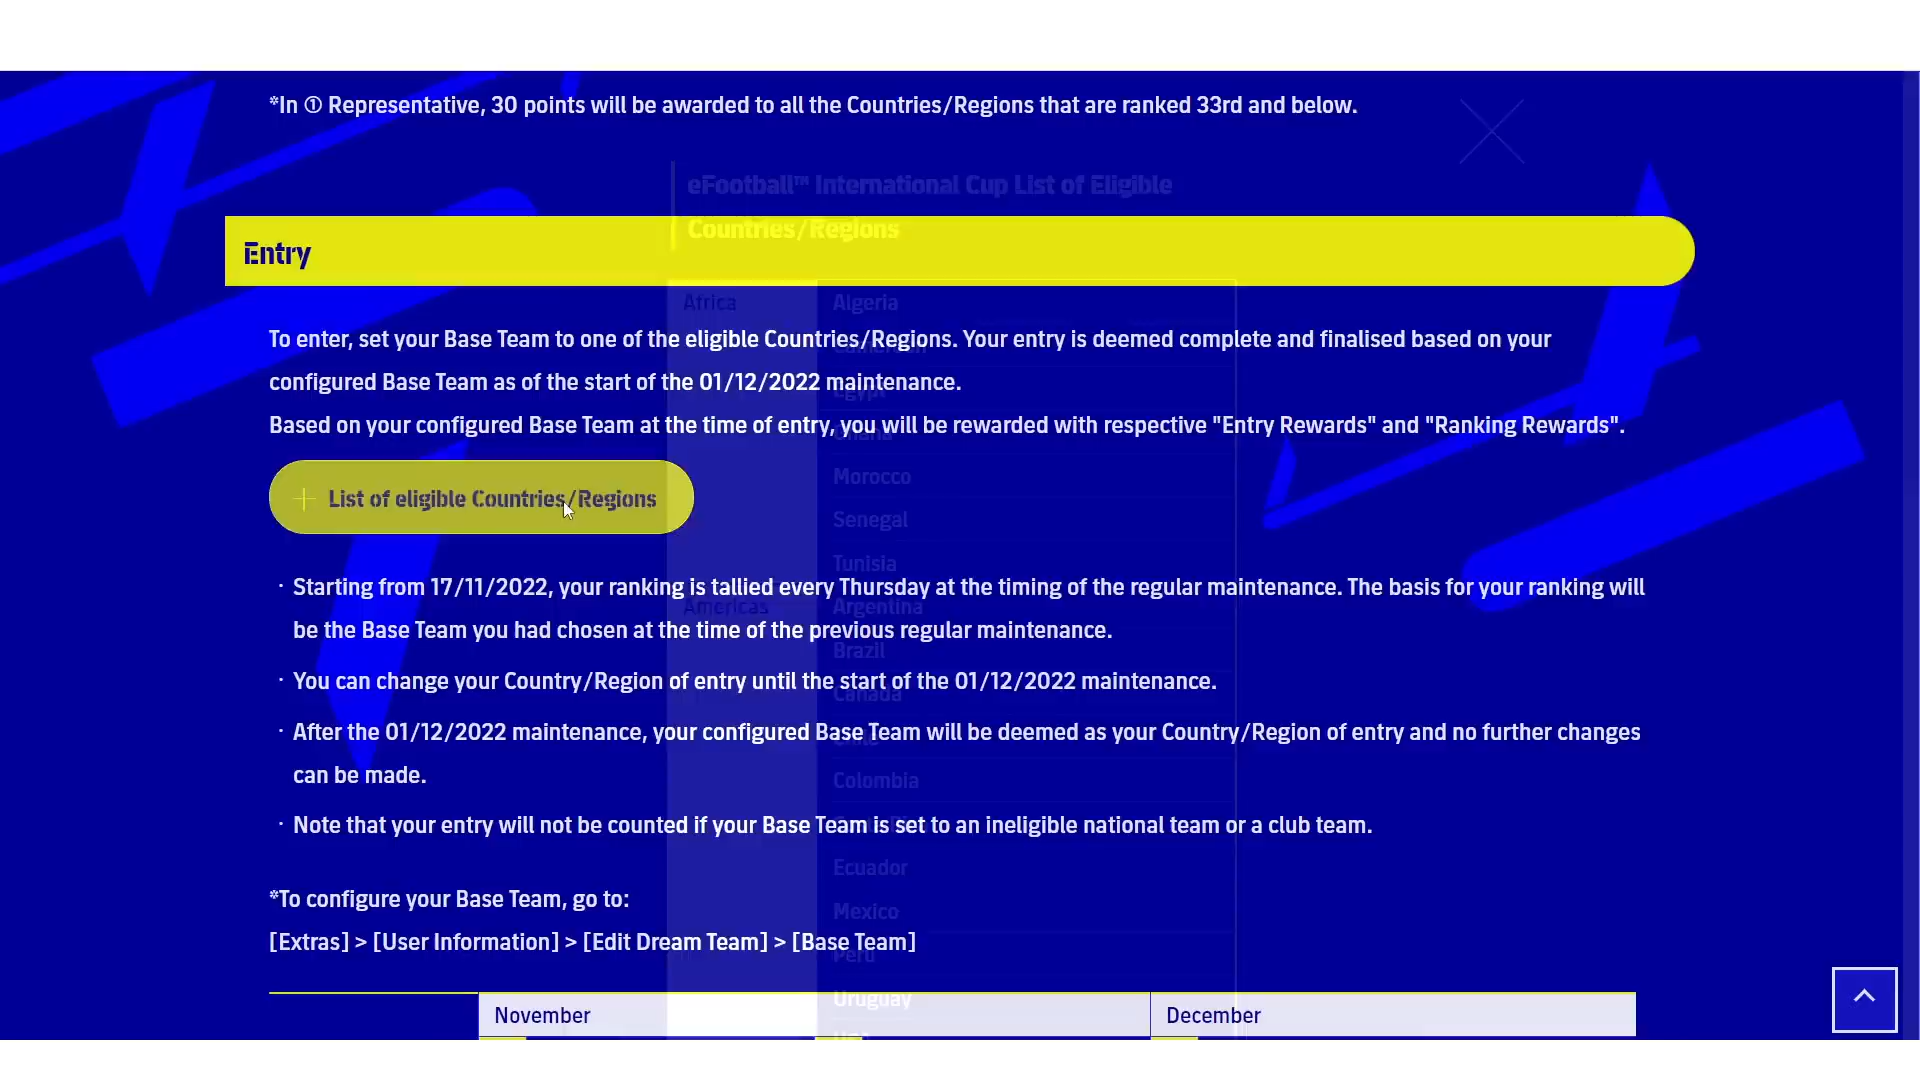 *In ① Representative, 30 points will be awarded to all the Countries/Regions that are ranked 33rd and below.
eFootball™ International Cup List of Eligible
Countries/Regions
Entry
Africa
Algeria
To enter, set your Base Team to one of the eligible Countries/Regions. Your entry is deemed complete and finalised based on your
configured Base Team as of the start of the 01/12/2022 maintenance.
Egypt
Based on your configured Base Team at the time of entry, you will be rewarded with respective "Entry Rewards" and "Ranking Rewards".
Ghana
Morocco
List of eligible Countries/Regions
Senegal
Tunisia
· Starting from 17/11/2022, your ranking is tallied every Thursday at the timing of the regular maintenance. The basis for your ranking will
Americas
Argentina
be the Base Team you had chosen at the time of the previous regular maintenance.
Brazil
· You can change your Country/Region of entry until the start of the 01/12/2022 maintenance.
Canada
· After the 01/12/2022 maintenance, your configured Base Team will be deemed as your Country/Region of entry and no further changes
can be made.
Colombia
· Note that your entry will not be counted if your Base Team is set to an ineligible national team or a club team.
Ecuador
*To configure your Base Team, go to:
Mexico
[Extras] > [User Information] > [Edit Dream Team] > [Base Team]
Peru
Uruguay
November
December